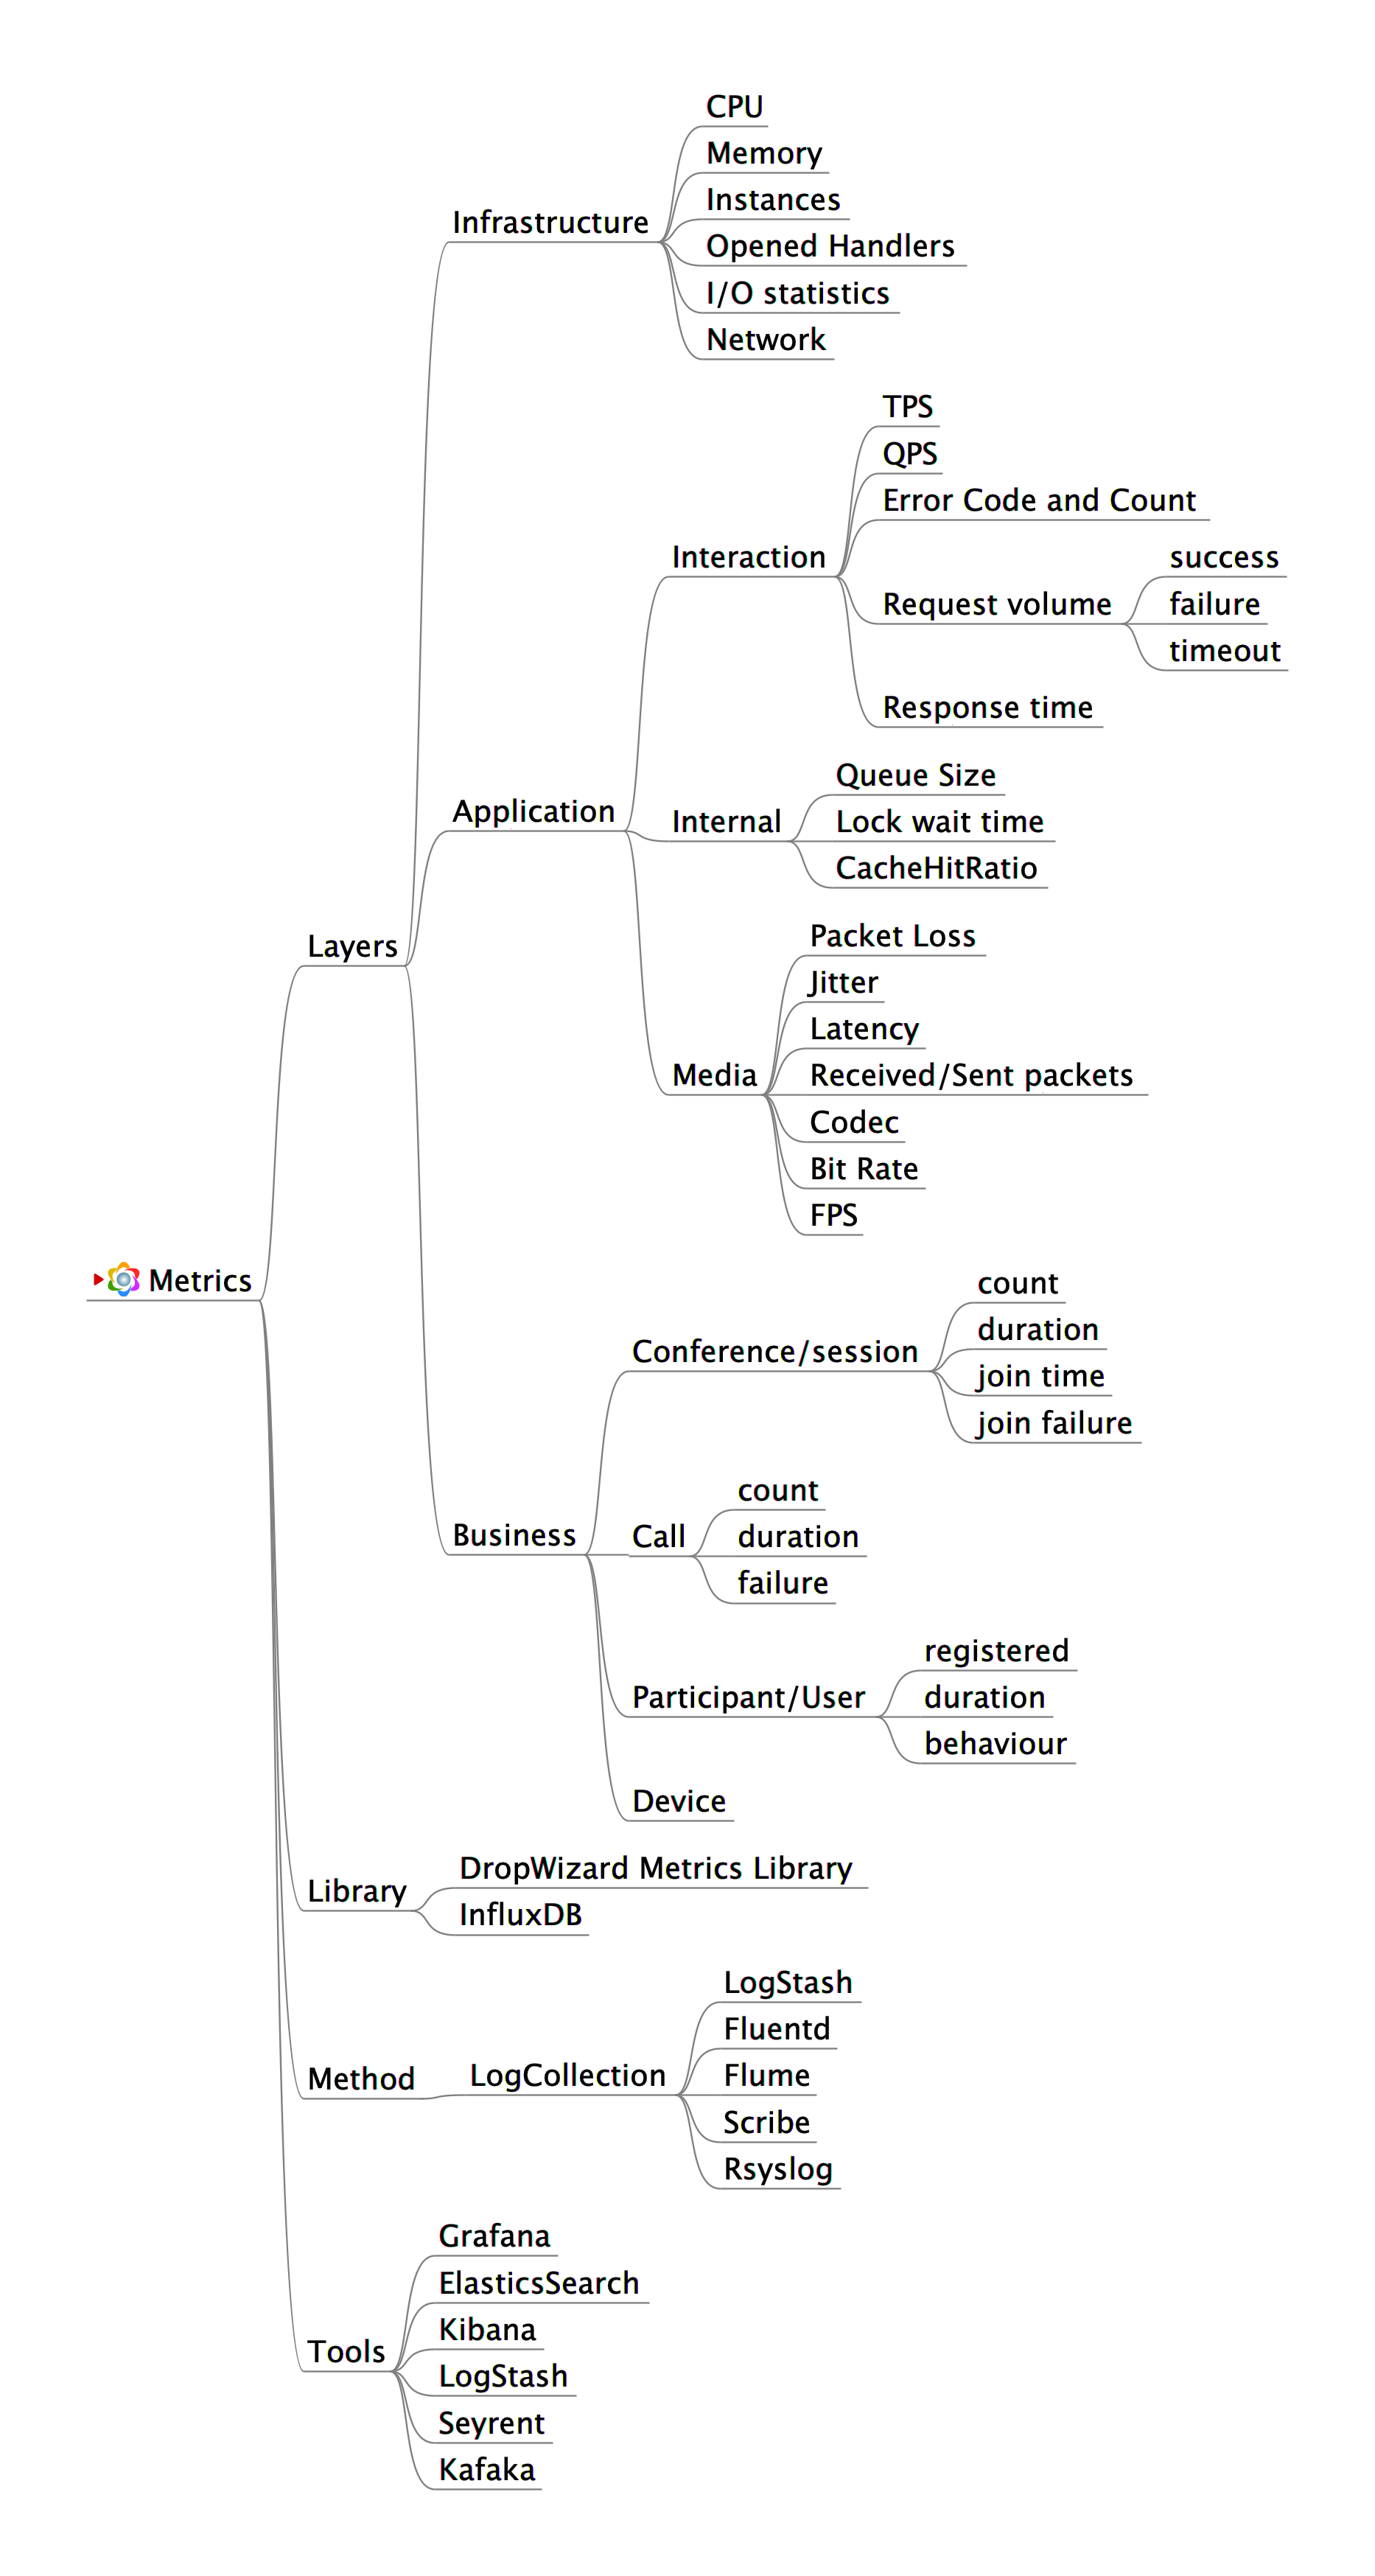 CPU
Memory
Instances
Opened Handlers
I/O statistics
Network
Infrastructure
TPS
QPS
Error Code and Count
Interaction
success
Request volume
failure
timeout
Response time
Queue Size
Application
Internal
Lock wait time
CacheHitRatio
Layers
Packet Loss
Jitter
Latency
Media
Received/Sent packets
Codec
Bit Rate
FPS
Metrics
count
duration
Conference/session
join time
join failure
count
Business
Call
duration
failure
registered
Participant/User
duration
behaviour
Device
DropWizard Metrics Library
Library
InfluxDB
LogStash
Fluentd
Method
LogCollection
Flume
Scribe
Rsyslog
Grafana
ElasticsSearch
Kibana
Tools
LogStash
Seyrent
Kafaka